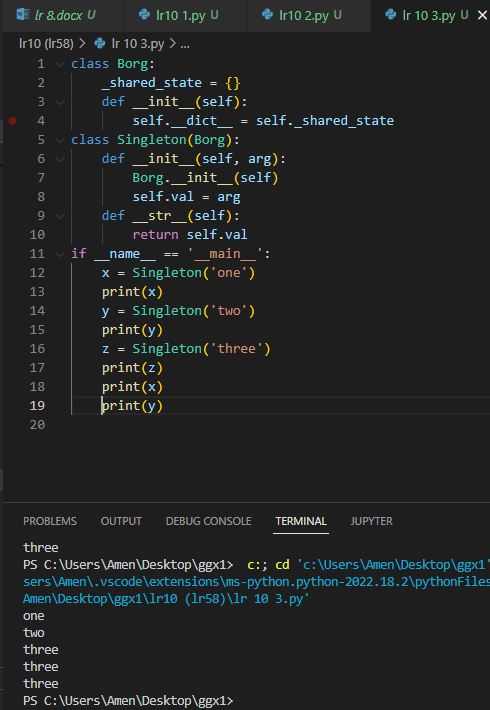 lr 8.docx U lr10 1.py U lr10 2.py U lr 10 3.py U
lr10 (lr58) > lr 10 3.py > ...
1 class Borg:
2     _shared_state = {}
3     def __init__(self):
4         self.__dict__ = self._shared_state
5 class Singleton(Borg):
6     def __init__(self, arg):
7         Borg.__init__(self)
8         self.val = arg
9     def __str__(self):
10         return self.val
11 if __name__ == '__main__':
12     x = Singleton('one')
13     print(x)
14     y = Singleton('two')
15     print(y)
16     z = Singleton('three')
17     print(z)
18     print(x)
19     print(y)
20
PROBLEMS OUTPUT DEBUG CONSOLE TERMINAL JUPYTER
three
PS C:\Users\Amen\Desktop\ggx1>  c:; cd 'c:\Users\Amen\Desktop\ggx1'
sers\Amen\.vscode\extensions\ms-python.python-2022.18.2\pythonFiles
Amen\Desktop\ggx1\lr10 (lr58)\lr 10 3.py'
one
two
three
three
three
PS C:\Users\Amen\Desktop\ggx1>